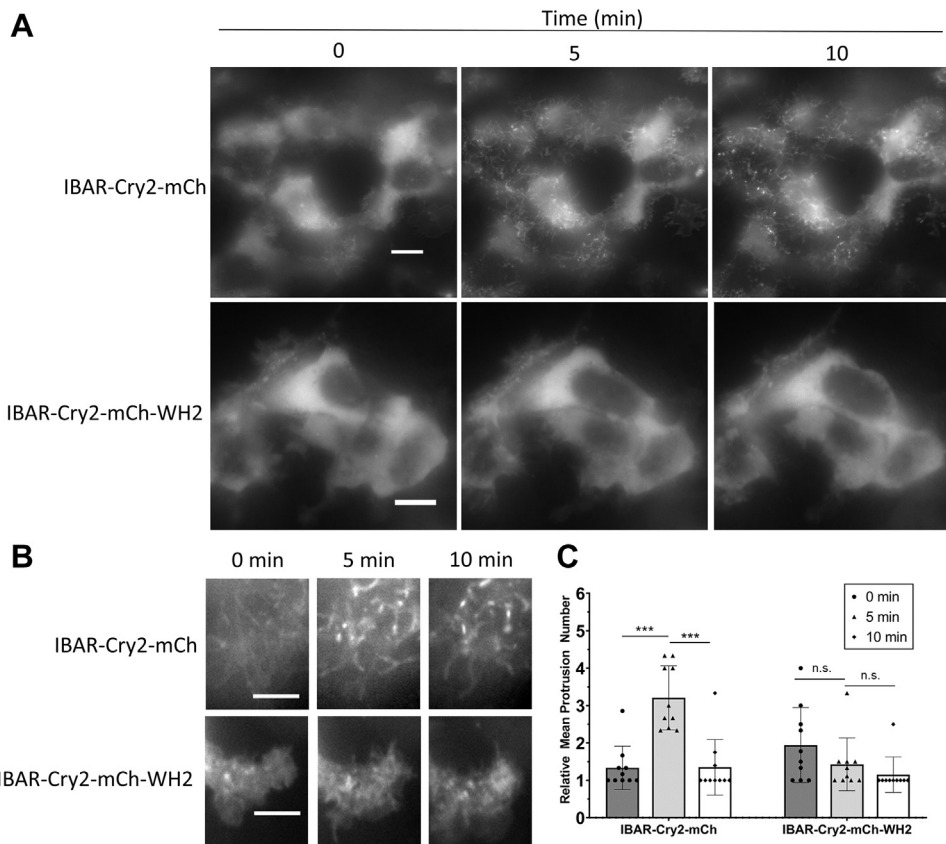 A
Time (min)
0 5 10
IBAR-Cry2-mCh
IBAR-Cry2-mCh-WH2
B
0 min 5 min 10 min
IBAR-Cry2-mCh
IBAR-Cry2-mCh-WH2
C
Relative Mean Protrusion Number
6
5
4
3
2
1
0
0 min
5 min
10 min
*** ***
n.s. n.s.
IBAR-Cry2-mCh IBAR-Cry2-mCh-WH2